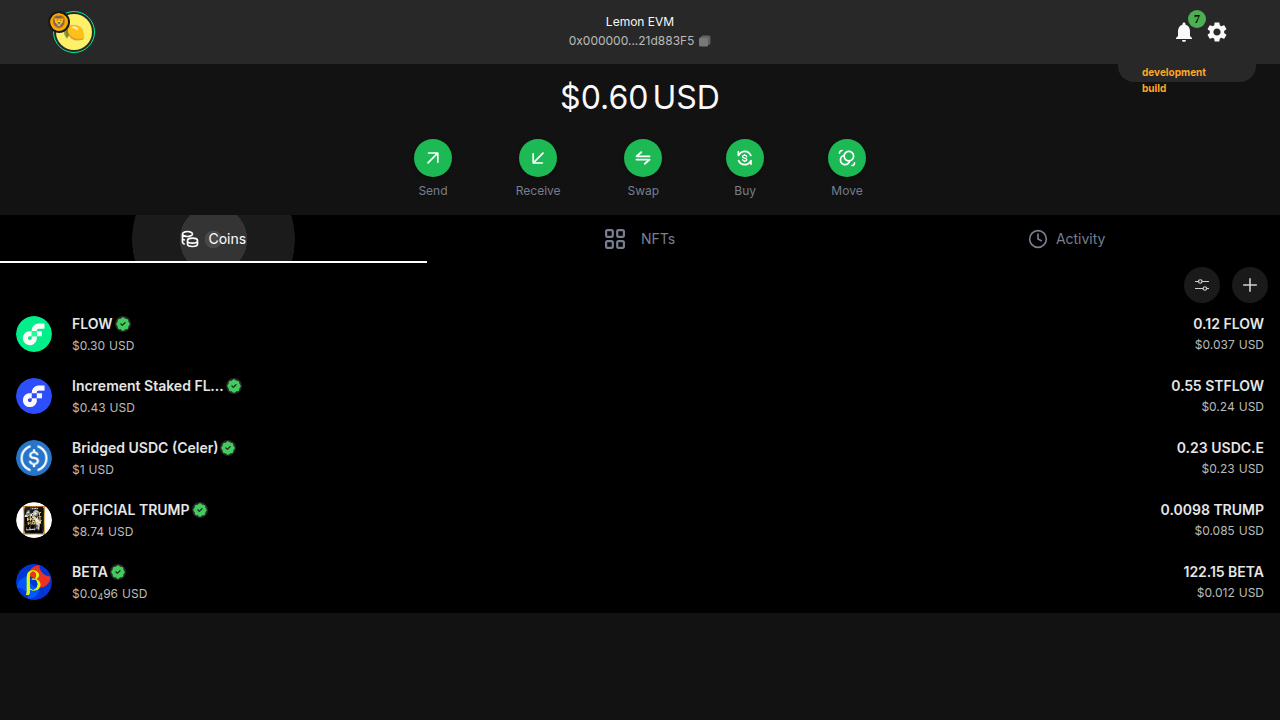 Lemon EVM
0x000000...21d883F5
7
development
build
$0.60 USD
Send
Receive
Swap
Buy
Move
Coins
NFTs
Activity
FLOW
0.12 FLOW
$0.30 USD
$0.037 USD
Increment Staked FL...
0.55 STFLOW
$0.43 USD
$0.24 USD
Bridged USDC (Celer)
0.23 USDC.E
$1 USD
$0.23 USD
OFFICIAL TRUMP
0.0098 TRUMP
$8.74 USD
$0.085 USD
BETA
122.15 BETA
$0.0₄96 USD
$0.012 USD